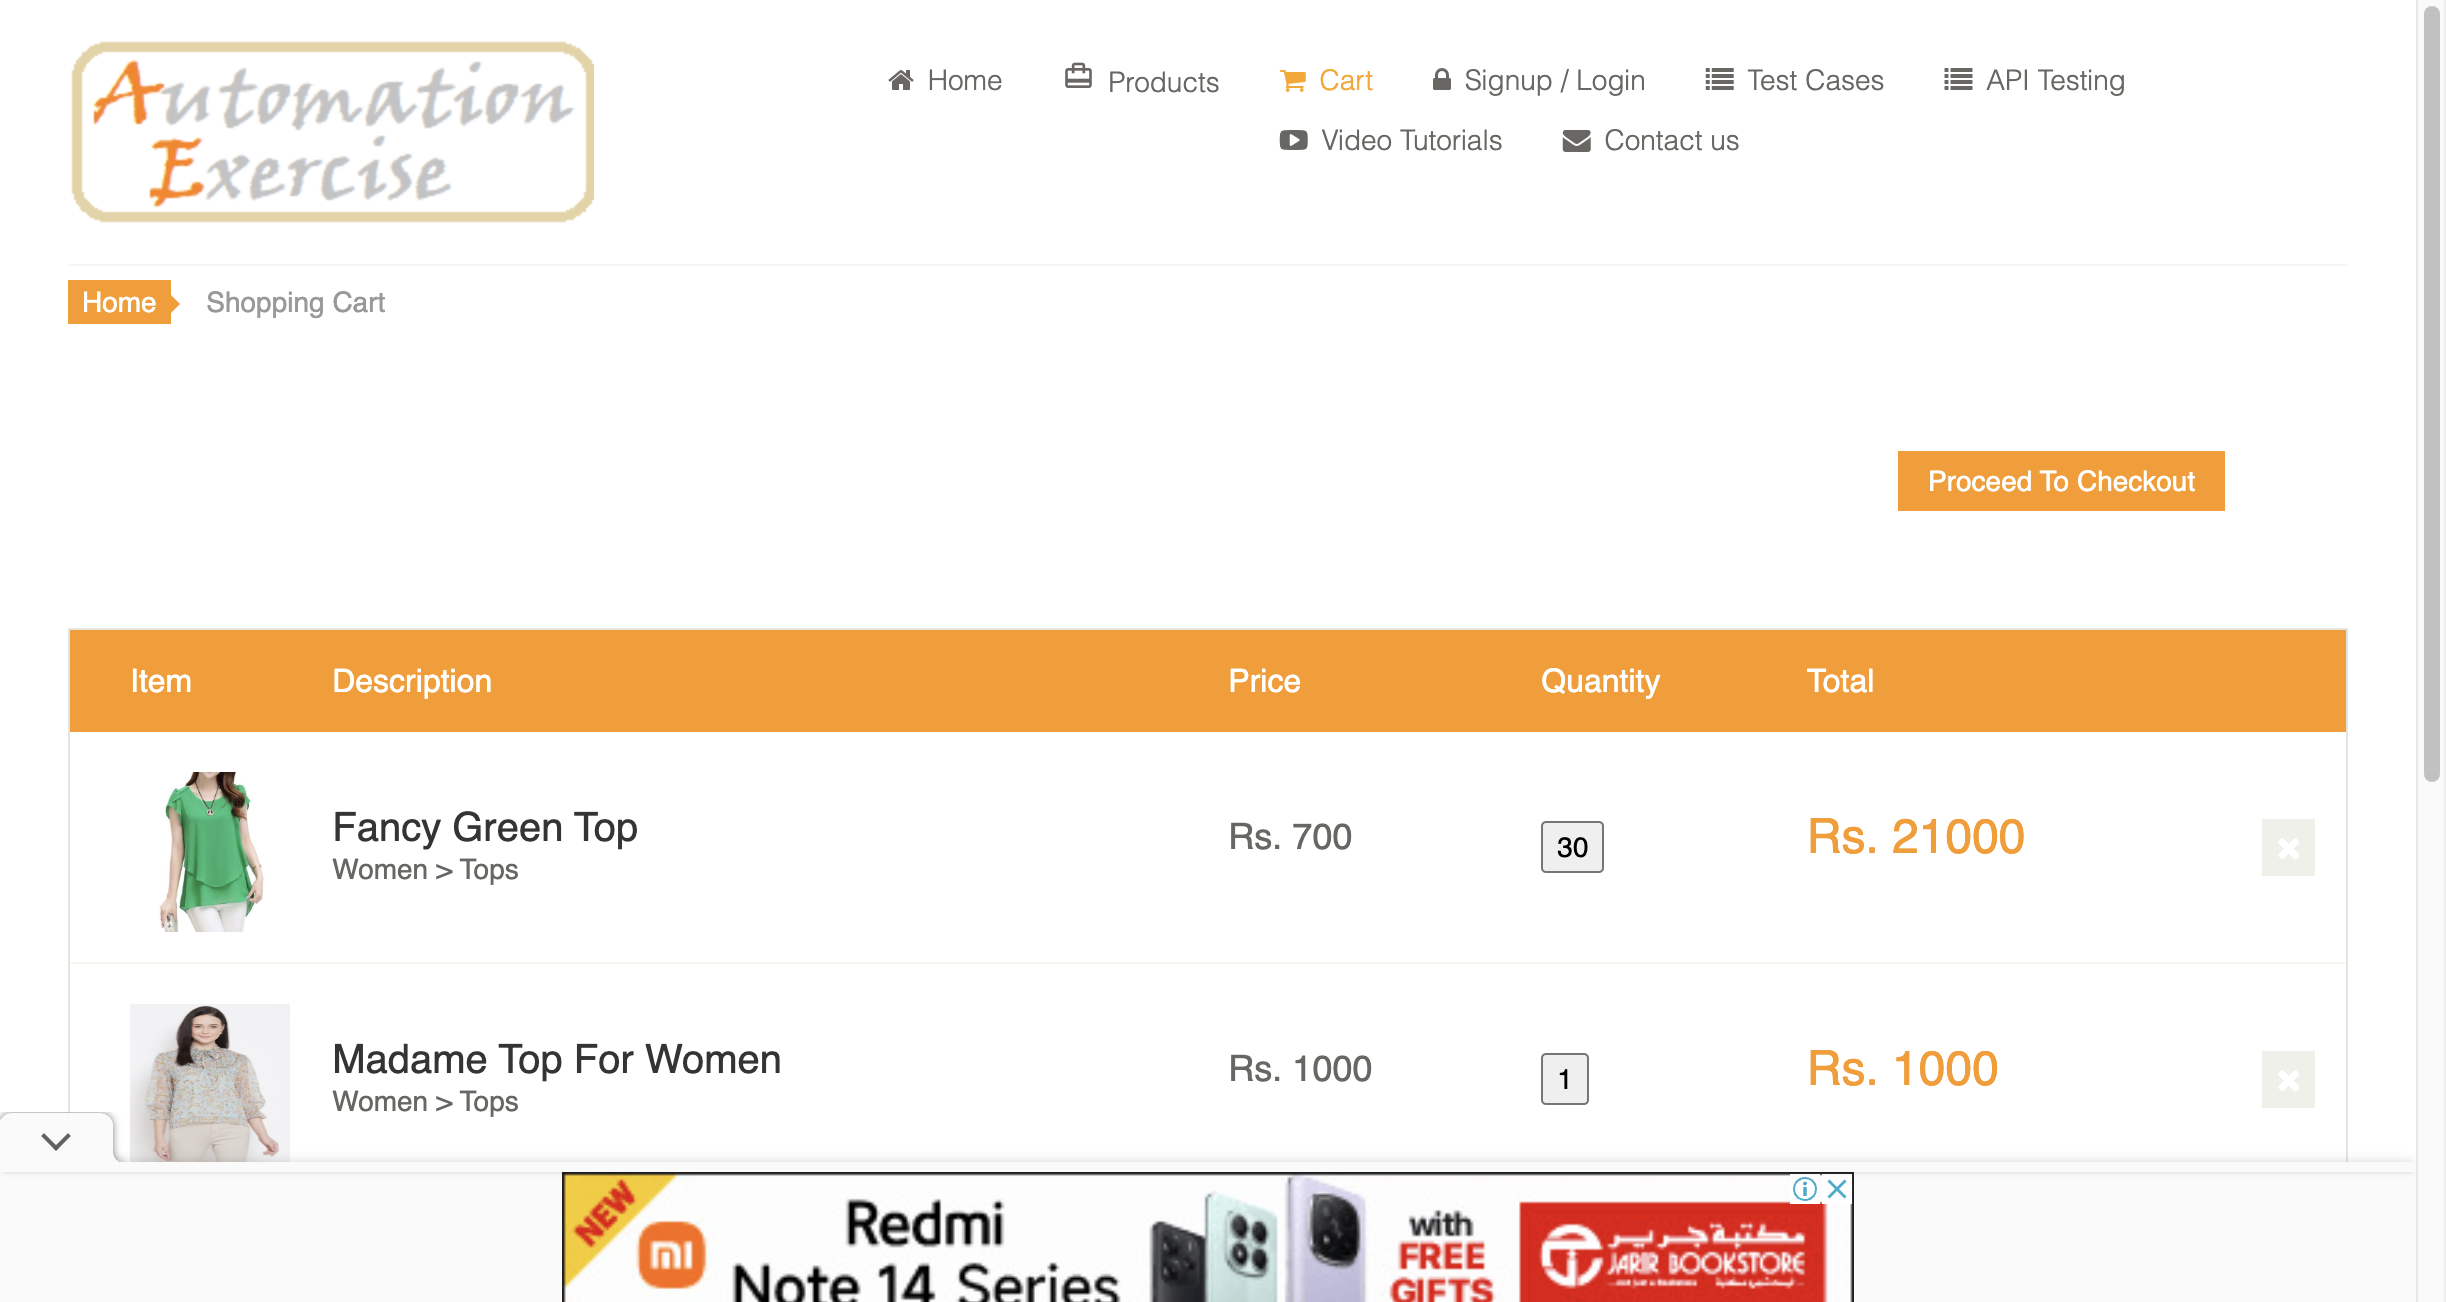 Automation
Exercise
Home
Products
Cart
Signup / Login
Test Cases
API Testing
Video Tutorials
Contact us
Home
Shopping Cart
Proceed To Checkout
Item Description Price Quantity Total
Fancy Green Top
Women > Tops
Rs. 700
30
Rs. 21000
Madame Top For Women
Women > Tops
Rs. 1000
1
Rs. 1000
NEW
mi
Redmi
Note 14 Series
with
FREE
GIFTS
مكتبة جرير
JARIR BOOKSTORE